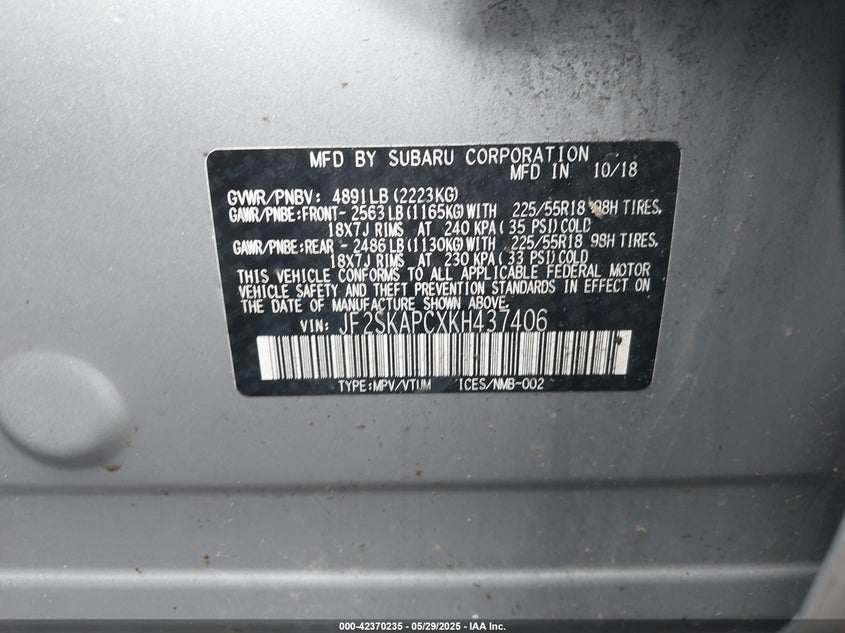 MFD BY SUBARU CORPORATION
MFD IN 10/18
GVWR/PNBV: 4891LB (2223KG)
GAWR/PNBE:FRONT- 2563LB(1165KG)WITH 225/55R18 98H TIRES,
18X7J RIMS AT 240 KPA( 35 PSI)COLD
GAWR/PNBE:REAR - 2486LB(1130KG)WITH 225/55R18 98H TIRES,
18X7J RIMS AT 230 KPA( 33 PSI)COLD
THIS VEHICLE CONFORMS TO ALL APPLICABLE FEDERAL MOTOR
VEHICLE SAFETY AND THEFT PREVENTION STANDARDS IN EFFECT ON
THE DATE OF MANUFACTURE SHOWN ABOVE.
VIN: JF2SKAPCXKH437406
TYPE:MPV/VTUM ICES/NMB-002
000-42370235 - 05/29/2025 - IAA Inc.